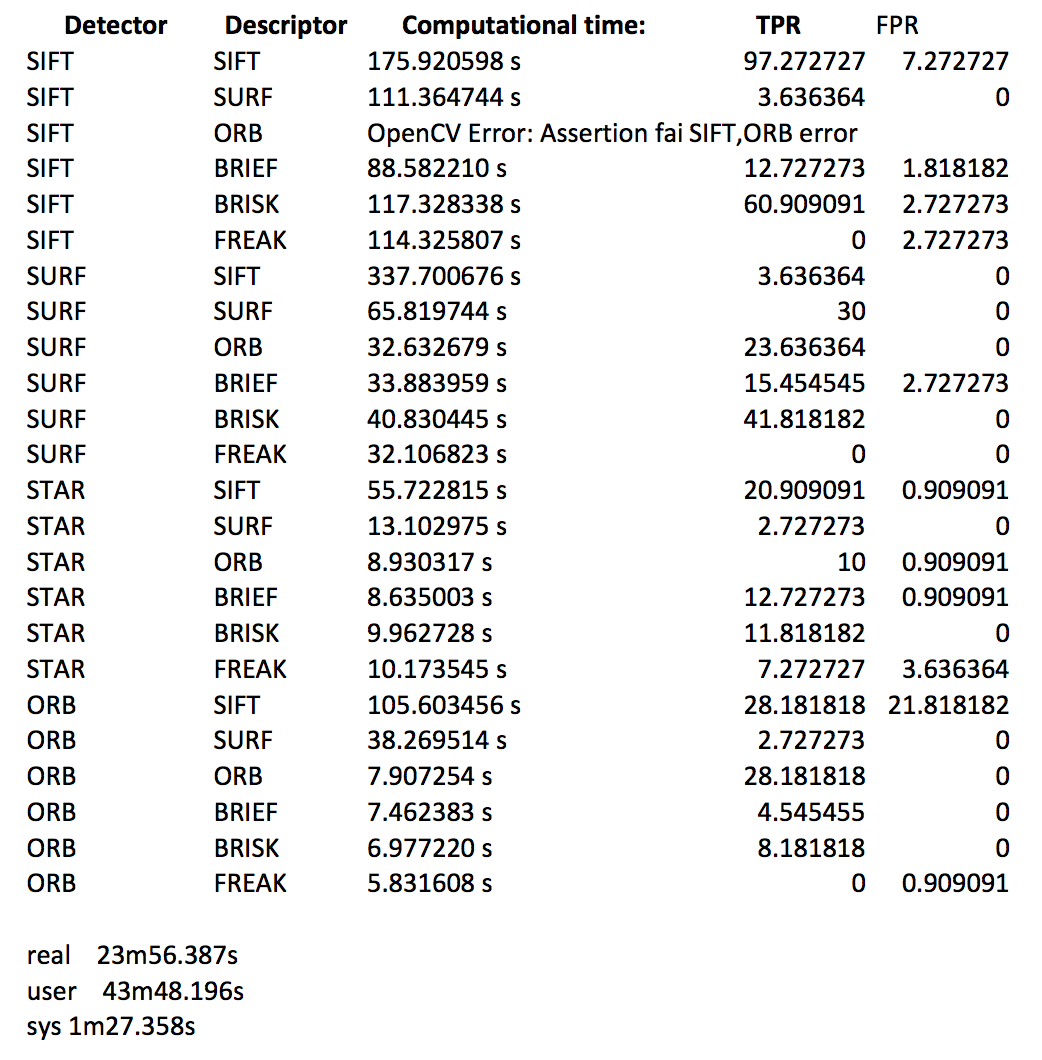 Detector Descriptor Computational time: TPR FPR
SIFT SIFT 175.920598 s 97.272727 7.272727
SIFT SURF 111.364744 s 3.636364 0
SIFT ORB OpenCV Error: Assertion fai SIFT,ORB error
SIFT BRIEF 88.582210 s 12.727273 1.818182
SIFT BRISK 117.328338 s 60.909091 2.727273
SIFT FREAK 114.325807 s 0 2.727273
SURF SIFT 337.700676 s 3.636364 0
SURF SURF 65.819744 s 30 0
SURF ORB 32.632679 s 23.636364 0
SURF BRIEF 33.883959 s 15.454545 2.727273
SURF BRISK 40.830445 s 41.818182 0
SURF FREAK 32.106823 s 0 0
STAR SIFT 55.722815 s 20.909091 0.909091
STAR SURF 13.102975 s 2.727273 0
STAR ORB 8.930317 s 10 0.909091
STAR BRIEF 8.635003 s 12.727273 0.909091
STAR BRISK 9.962728 s 11.818182 0
STAR FREAK 10.173545 s 7.272727 3.636364
ORB SIFT 105.603456 s 28.181818 21.818182
ORB SURF 38.269514 s 2.727273 0
ORB ORB 7.907254 s 28.181818 0
ORB BRIEF 7.462383 s 4.545455 0
ORB BRISK 6.977220 s 8.181818 0
ORB FREAK 5.831608 s 0 0.909091
real 23m56.387s
user 43m48.196s
sys 1m27.358s